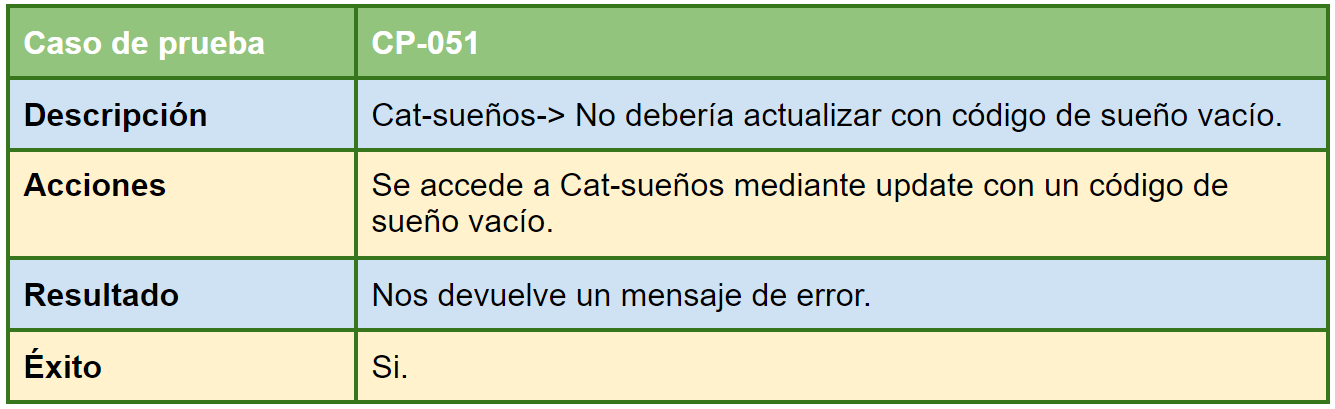 Caso de prueba CP-051
Descripción Cat-sueños-> No debería actualizar con código de sueño vacío.
Acciones Se accede a Cat-sueños mediante update con un código de
sueño vacío.
Resultado Nos devuelve un mensaje de error.
Éxito Si.